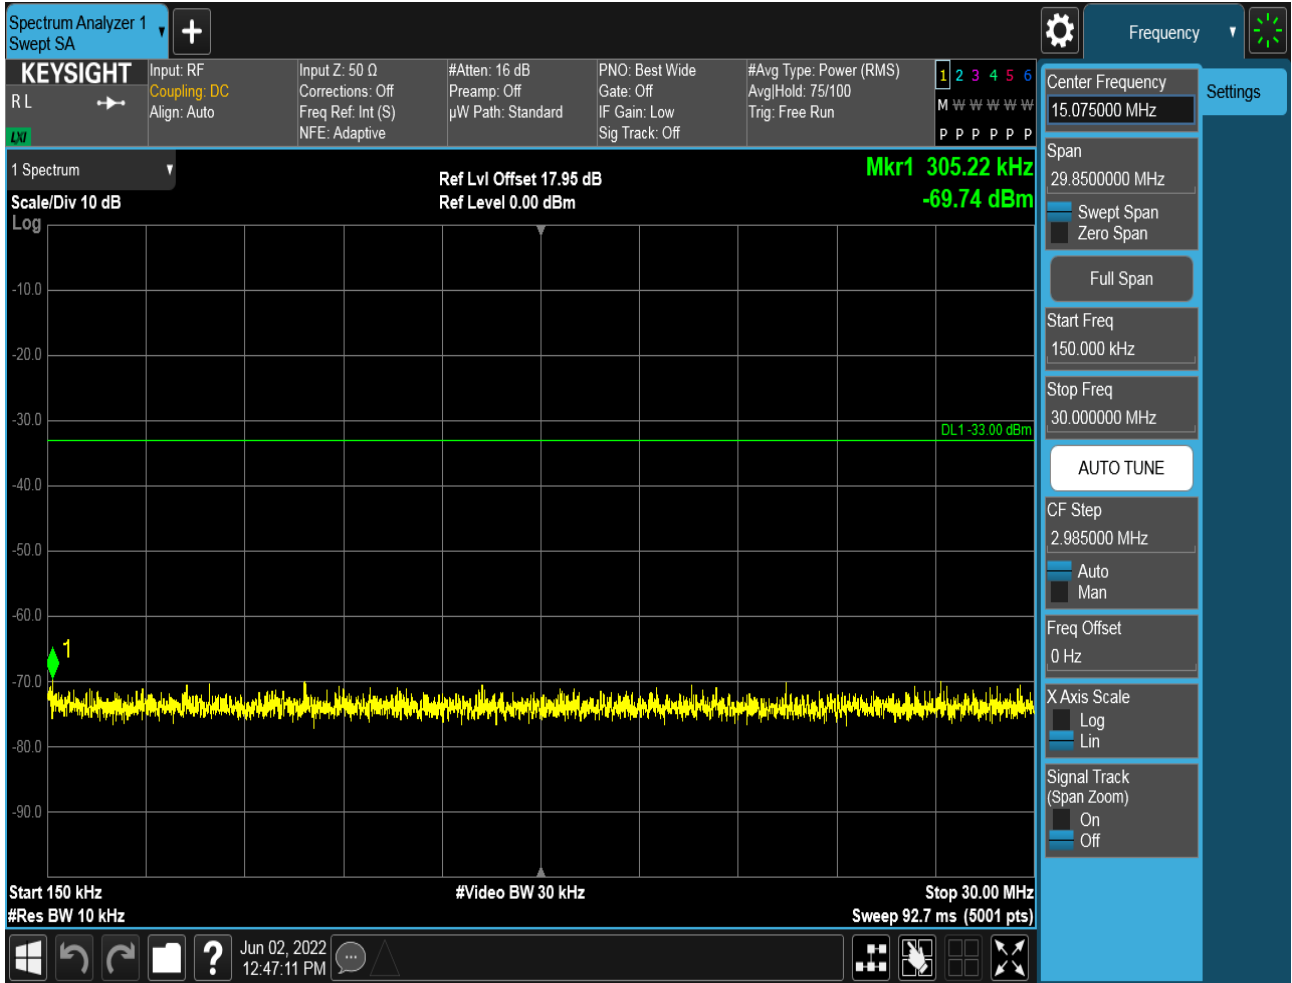 Spectrum Analyzer 1
Swept SA
Frequency
KEYSIGHT
R L
LXI
Input: RF
Coupling: DC
Align: Auto
Input Z: 50 Ω
Corrections: Off
Freq Ref: Int (S)
NFE: Adaptive
#Atten: 16 dB
Preamp: Off
µW Path: Standard
PNO: Best Wide
Gate: Off
IF Gain: Low
Sig Track: Off
#Avg Type: Power (RMS)
Avg|Hold: 75/100
Trig: Free Run
1 2 3 4 5 6
M W W W W W
P P P P P P
1 Spectrum
Scale/Div 10 dB
Log
Ref Lvl Offset 17.95 dB
Ref Level 0.00 dBm
Mkr1 305.22 kHz
-69.74 dBm
-10.0
-20.0
-30.0
DL1 -33.00 dBm
-40.0
-50.0
-60.0
1
-70.0
-80.0
-90.0
Start 150 kHz
#Res BW 10 kHz
#Video BW 30 kHz
Stop 30.00 MHz
Sweep 92.7 ms (5001 pts)
Center Frequency
15.075000 MHz
Settings
Span
29.8500000 MHz
Swept Span
Zero Span
Full Span
Start Freq
150.000 kHz
Stop Freq
30.000000 MHz
AUTO TUNE
CF Step
2.985000 MHz
Auto
Man
Freq Offset
0 Hz
X Axis Scale
Log
Lin
Signal Track
(Span Zoom)
On
Off
?
Jun 02, 2022
12:47:11 PM